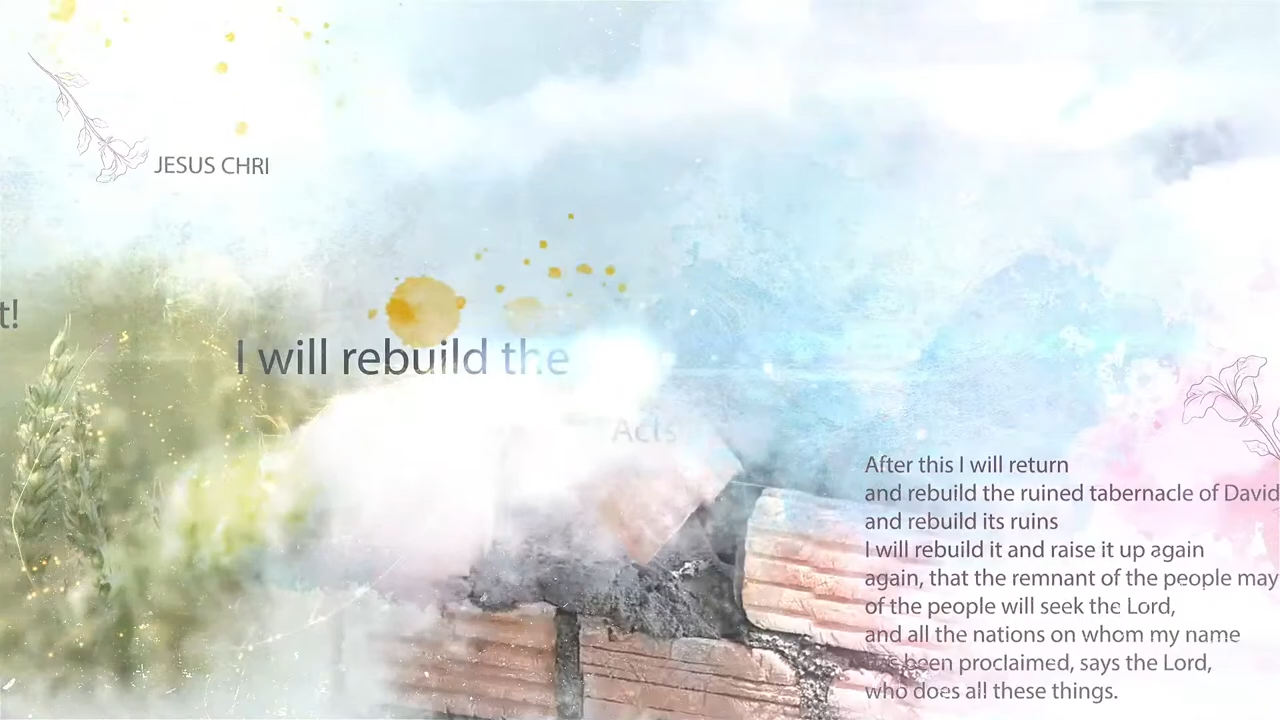 JESUS CHRI
t!
I will rebuild the
Acts
After this I will return
and rebuild the ruined tabernacle of David
and rebuild its ruins
I will rebuild it and raise it up again
again, that the remnant of the people may
of the people will seek the Lord,
and all the nations on whom my name
has been proclaimed, says the Lord,
who does all these things.